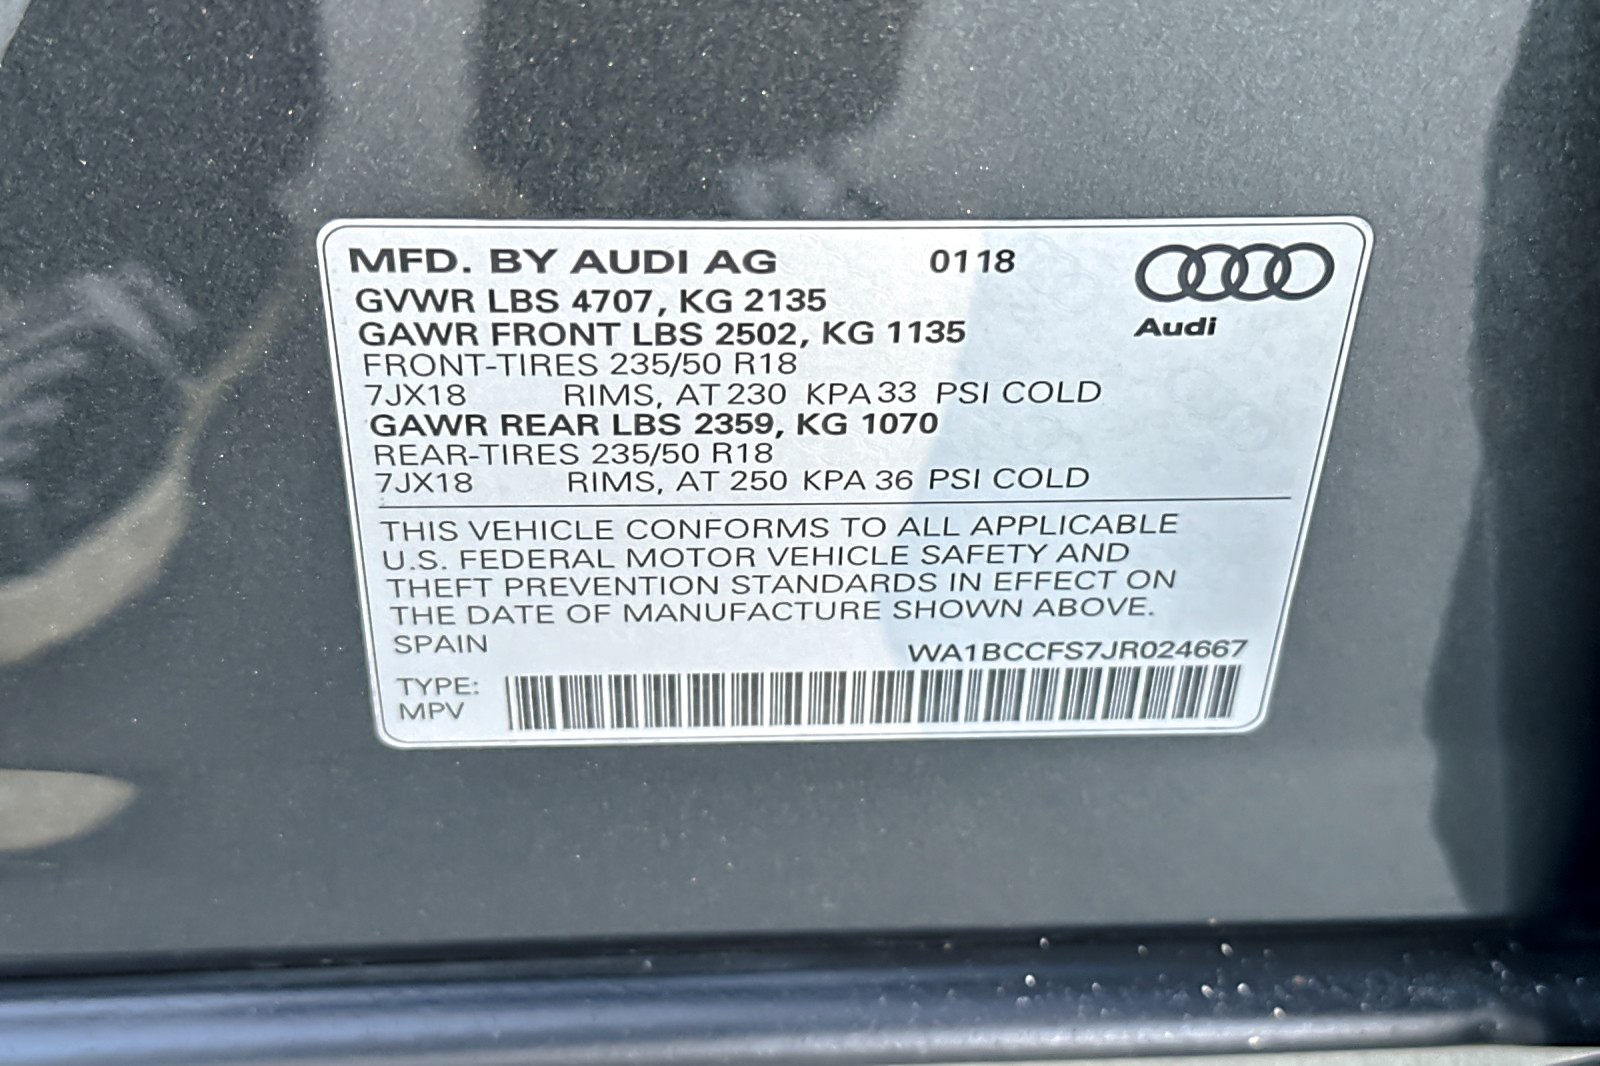 MFD. BY AUDI AG 0118
GVWR LBS 4707, KG 2135
GAWR FRONT LBS 2502, KG 1135
Audi
FRONT-TIRES 235/50 R18
7JX18 RIMS, AT 230 KPA 33 PSI COLD
GAWR REAR LBS 2359, KG 1070
REAR-TIRES 235/50 R18
7JX18 RIMS, AT 250 KPA 36 PSI COLD
THIS VEHICLE CONFORMS TO ALL APPLICABLE
U.S. FEDERAL MOTOR VEHICLE SAFETY AND
THEFT PREVENTION STANDARDS IN EFFECT ON
THE DATE OF MANUFACTURE SHOWN ABOVE.
SPAIN WA1BCCFS7JR024667
TYPE:
MPV